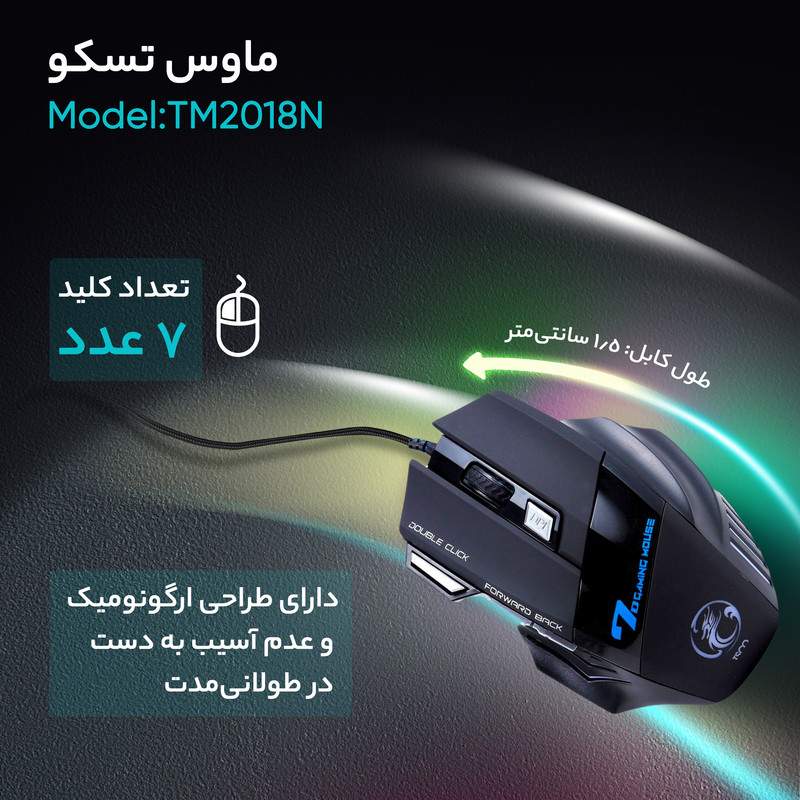 ماوس تسکو
Model:TM2018N
تعداد کلید
۷ عدد
طول کابل: ۱٫۵ سانتی‌متر
DOUBLE CLICK
FORWARD BACK
7D GAMING MOUSE
TSCO
دارای طراحی ارگونومیک
و عدم آسیب به دست
در طولانی‌مدت